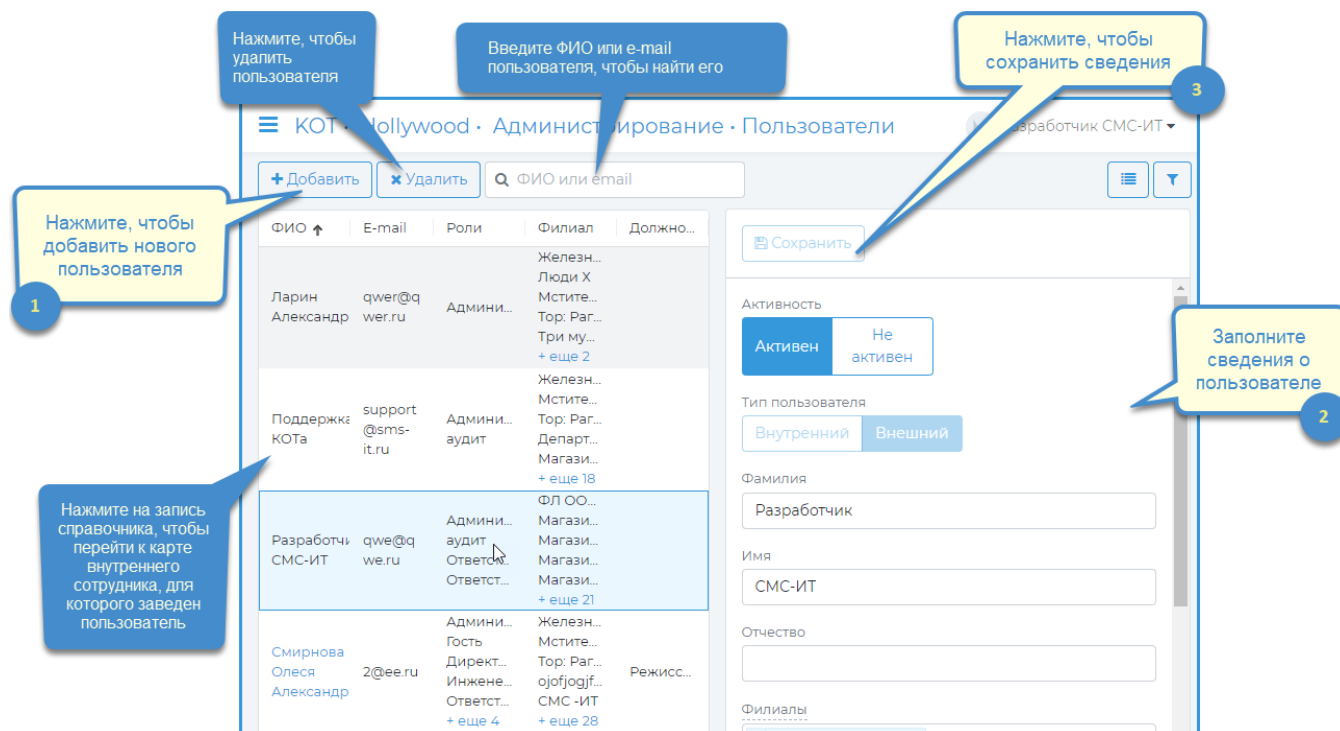 Нажмите, чтобы
удалить
пользователя
Введите ФИО или e-mail
пользователя, чтобы найти его
Нажмите, чтобы
сохранить сведения
3
КОТ · Hollywood · Администрирование · Пользователи
Разработчик СМС-ИТ
Добавить
Удалить
ФИО или email
Нажмите, чтобы
добавить нового
пользователя
1
ФИО
E-mail
Роли
Филиал
Должно...
Ларин
Александр
qwer@q
wer.ru
Админи...
Железн...
Люди X
Мстите...
Тор: Раг...
Три му...
+ еще 2
Поддержка
КОТа
support
@sms-
it.ru
Админи...
аудит
Железн...
Мстите...
Тор: Раг...
Департ...
Магази...
+ еще 18
Разработчи
СМС-ИТ
qwe@q
we.ru
Админи...
аудит
Ответств...
Ответст...
ФЛ ОО...
Магази...
Магази...
Магази...
Магази...
+ еще 21
Смирнова
Олеся
Александр
2@ee.ru
Админи...
Гость
Директ...
Инжене...
Ответст...
+ еще 4
Железн...
Мстите...
Тор: Раг...
ojofjogjf...
СМС -ИТ
+ еще 28
Режисс...
Нажмите на запись
справочника, чтобы
перейти к карте
внутреннего
сотрудника, для
которого заведен
пользователь
Сохранить
Активность
Активен
Не
активен
Тип пользователя
Внутренний
Внешний
Фамилия
Разработчик
Имя
СМС-ИТ
Отчество
Филиалы
Заполните
сведения о
пользователе
2